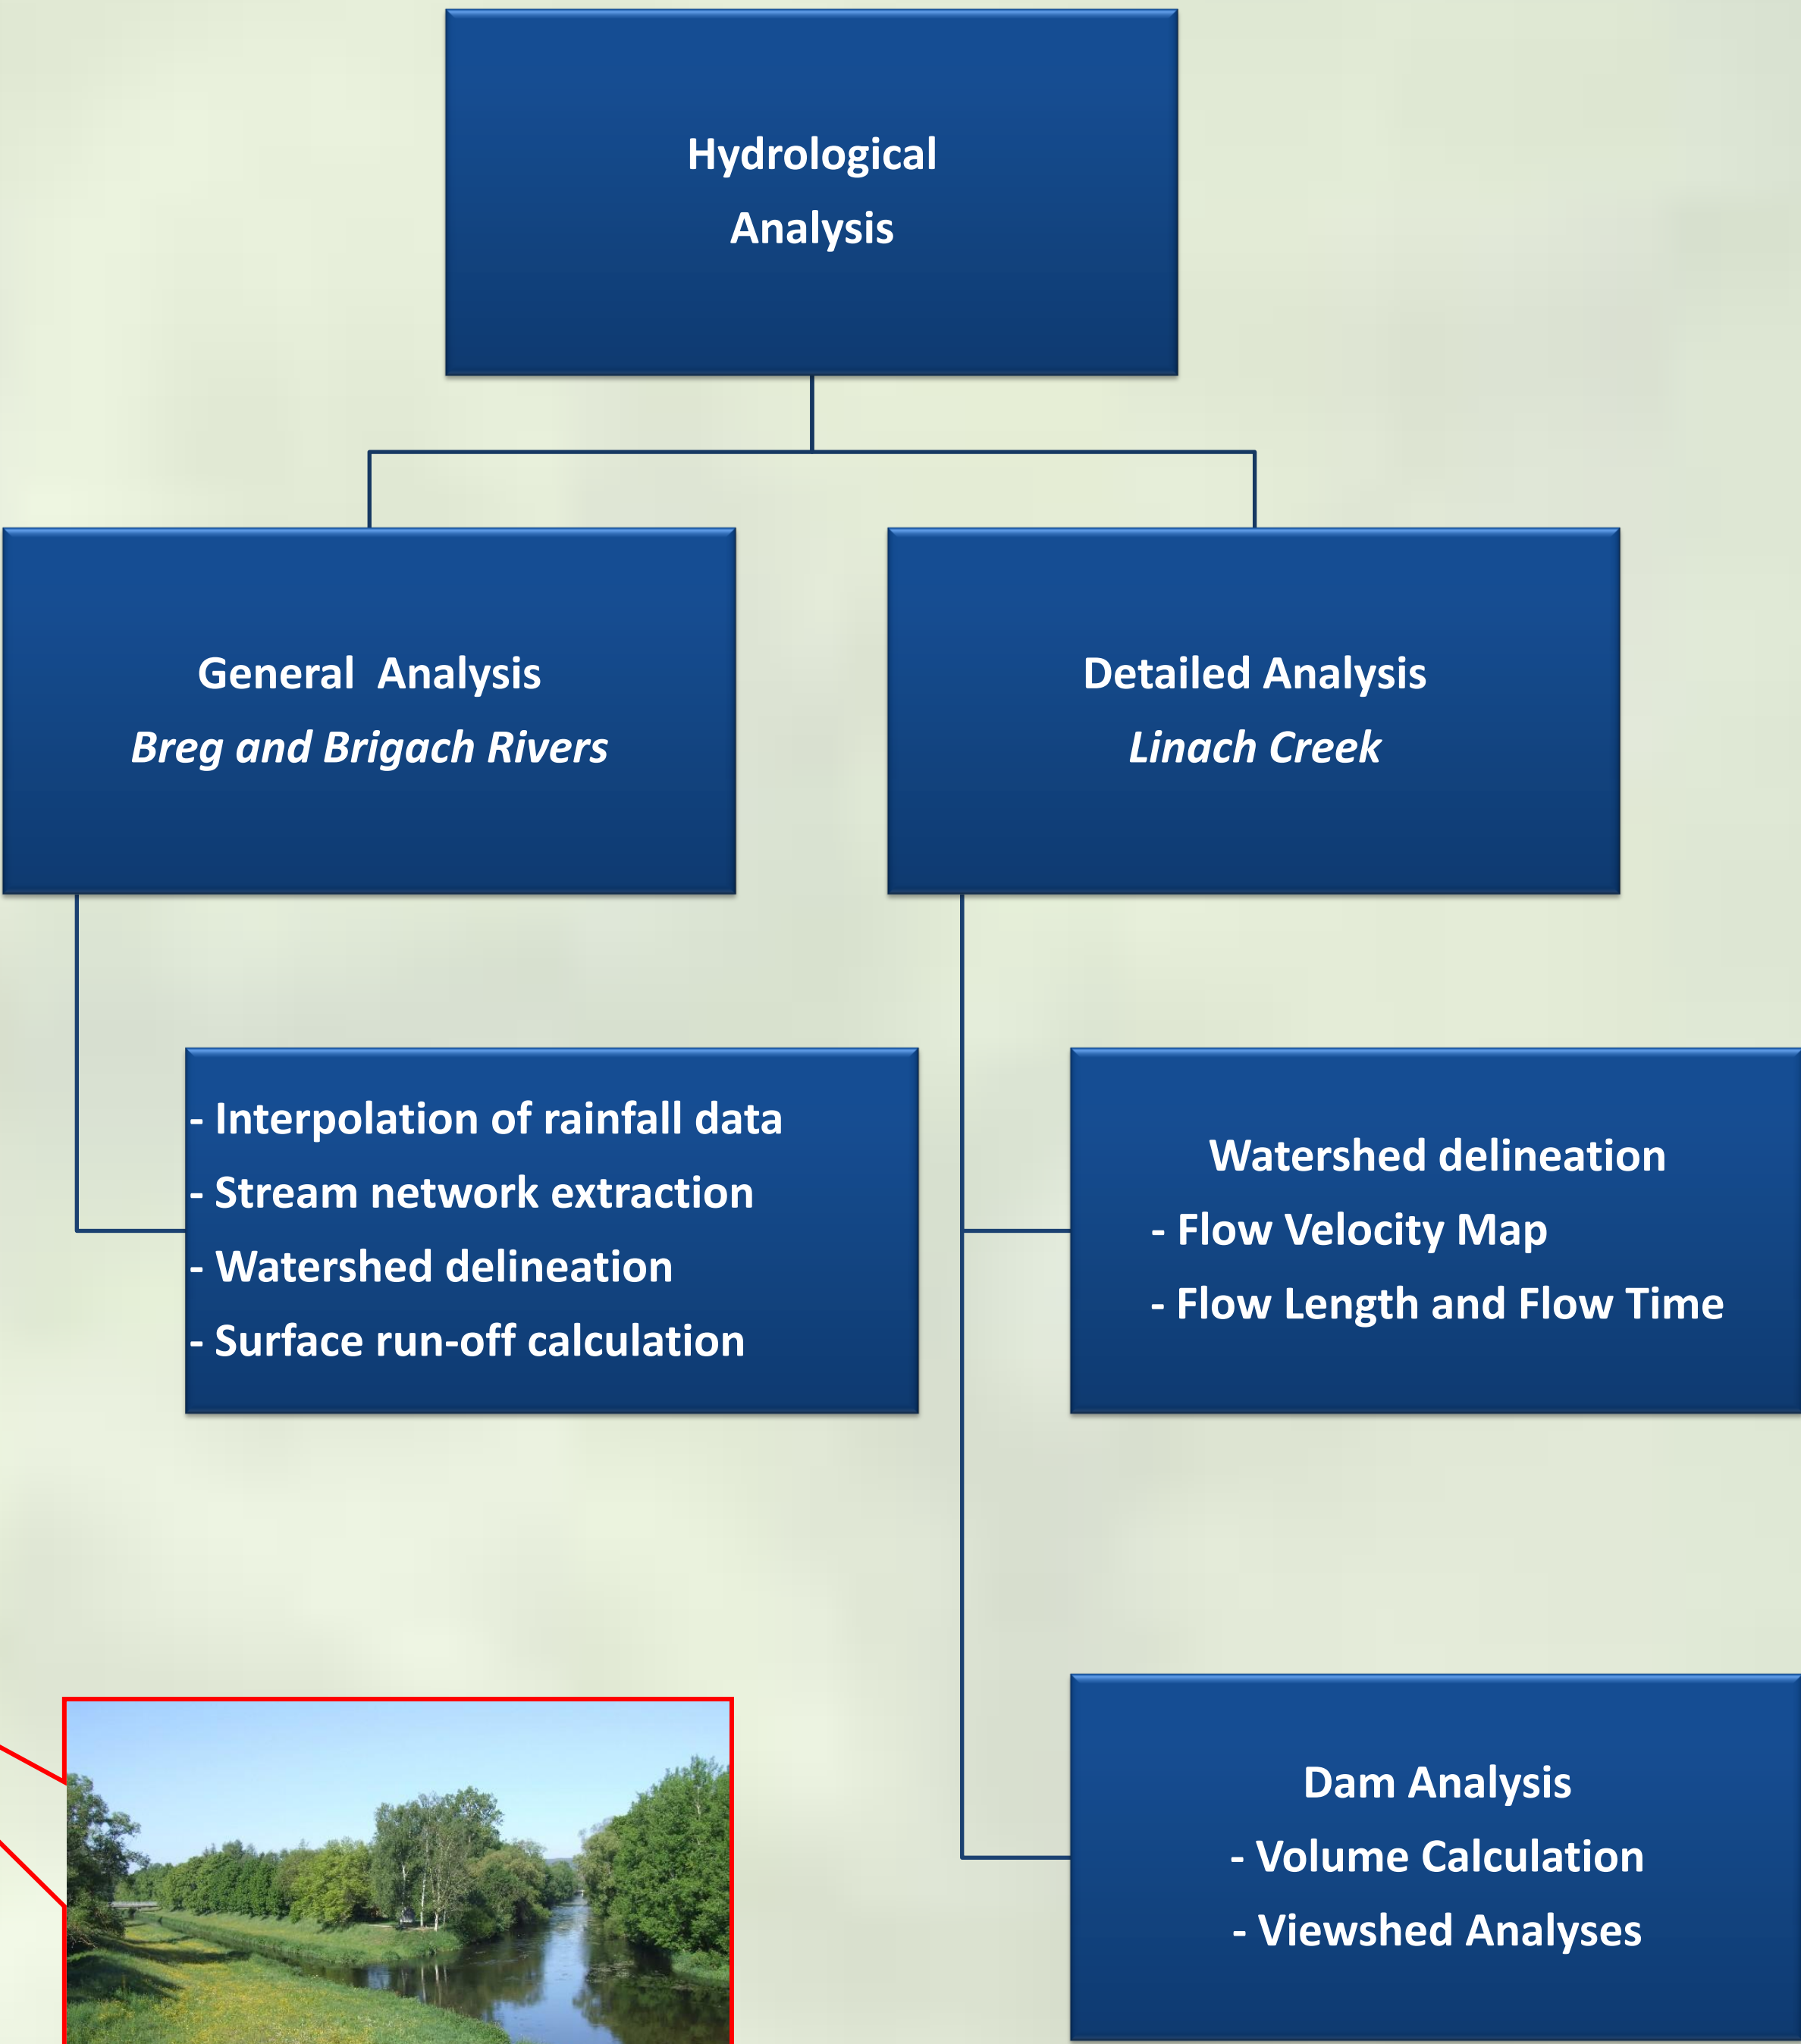 Hydrological
Analysis
General  Analysis
Breg and Brigach Rivers
Detailed Analysis
Linach Creek
- Interpolation of rainfall data
- Stream network extraction
- Watershed delineation
- Surface run-off calculation
Watershed delineation
- Flow Velocity Map
- Flow Length and Flow Time
Dam Analysis
- Volume Calculation
- Viewshed Analyses